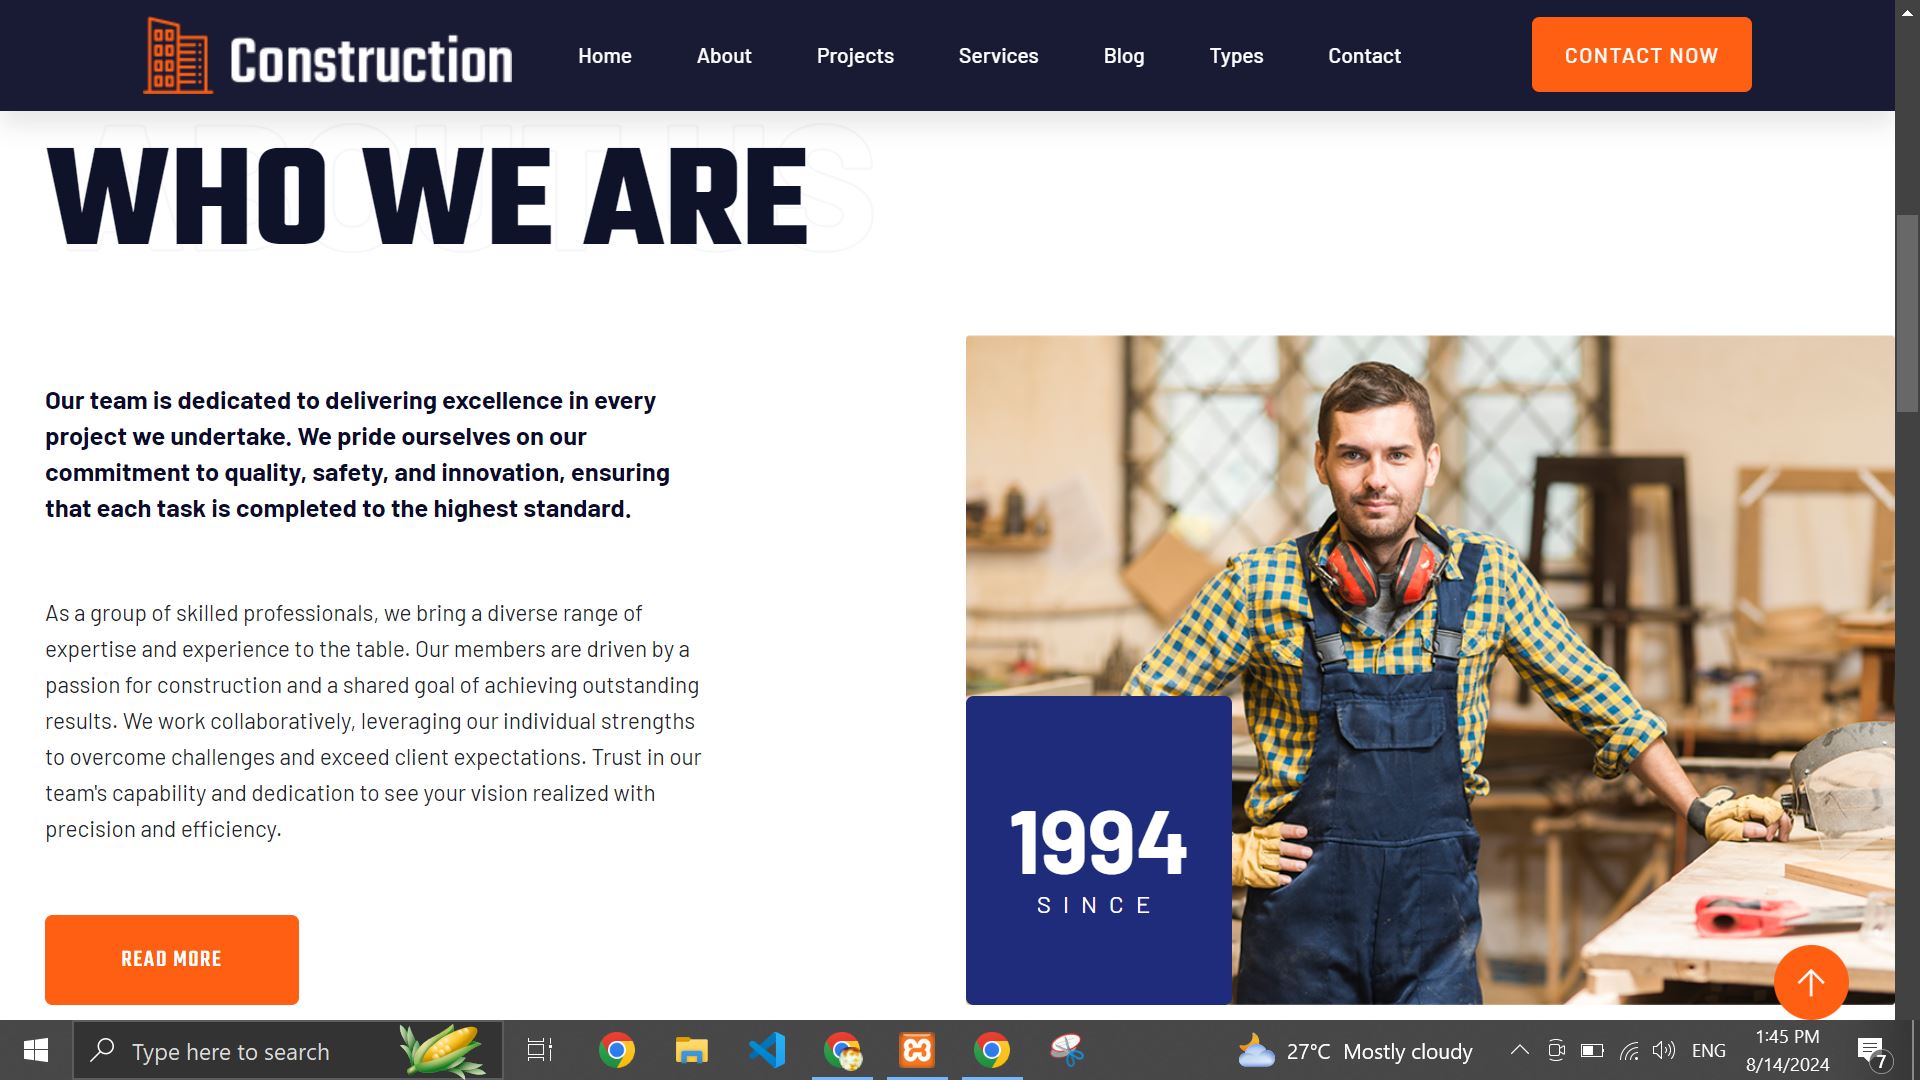 Construction
Home About Projects Services Blog Types Contact
CONTACT NOW
ABOUT US
WHO WE ARE
Our team is dedicated to delivering excellence in every
project we undertake. We pride ourselves on our
commitment to quality, safety, and innovation, ensuring
that each task is completed to the highest standard.
As a group of skilled professionals, we bring a diverse range of
expertise and experience to the table. Our members are driven by a
passion for construction and a shared goal of achieving outstanding
results. We work collaboratively, leveraging our individual strengths
to overcome challenges and exceed client expectations. Trust in our
team's capability and dedication to see your vision realized with
precision and efficiency.
READ MORE
1994
SINCE
Type here to search
27°C Mostly cloudy
ENG
1:45 PM
8/14/2024
7